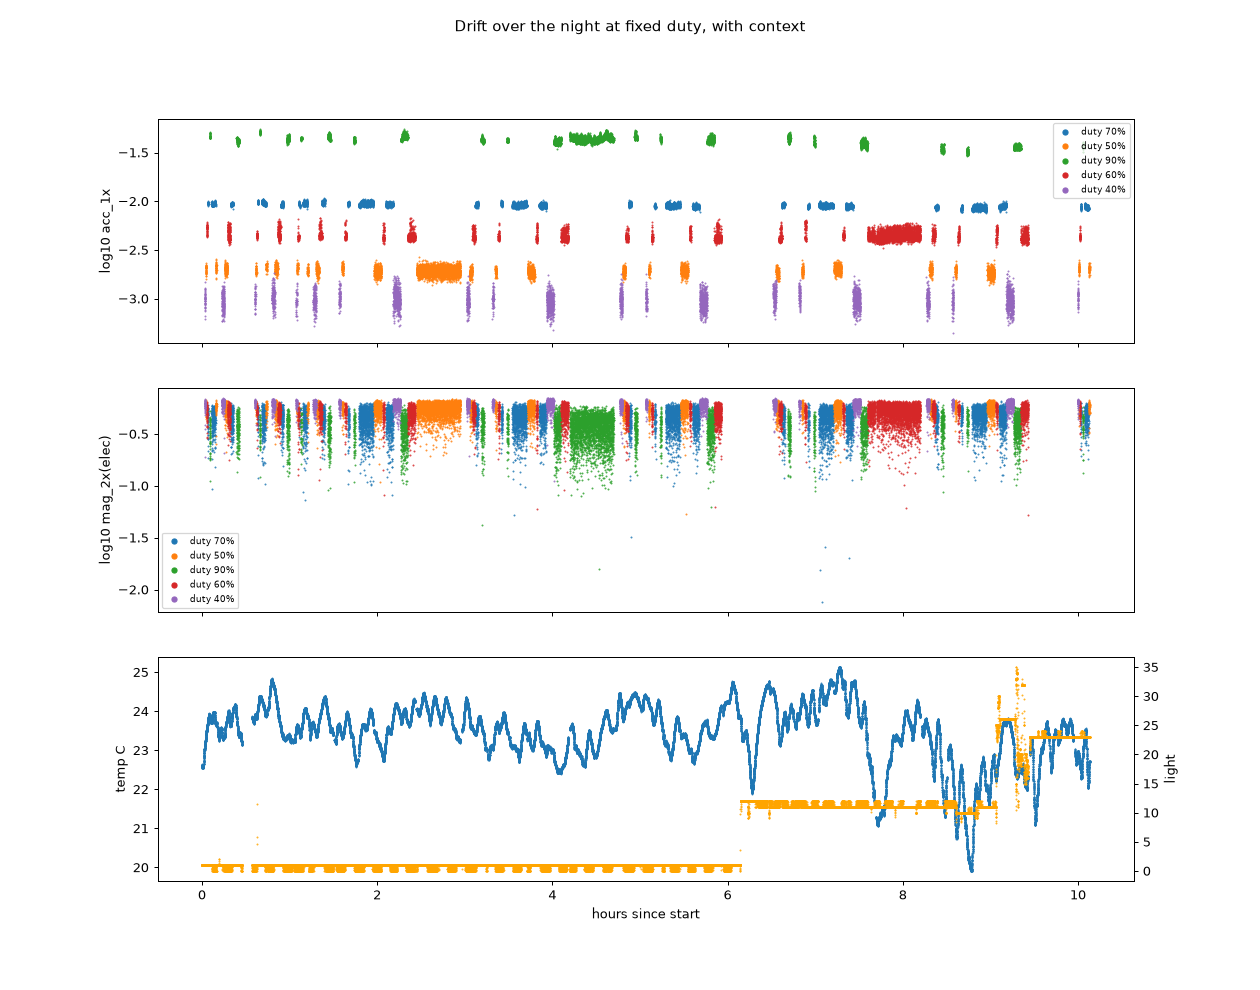 Drift over the night at fixed duty, with context
log10 acc_1x
−1.5
−2.0
−2.5
−3.0
duty 70%
duty 50%
duty 90%
duty 60%
duty 40%
log10 mag_2x(elec)
−0.5
−1.0
−1.5
−2.0
duty 70%
duty 50%
duty 90%
duty 60%
duty 40%
temp C
25
24
23
22
21
20
light
35
30
25
20
15
10
5
0
0 2 4 6 8 10
hours since start